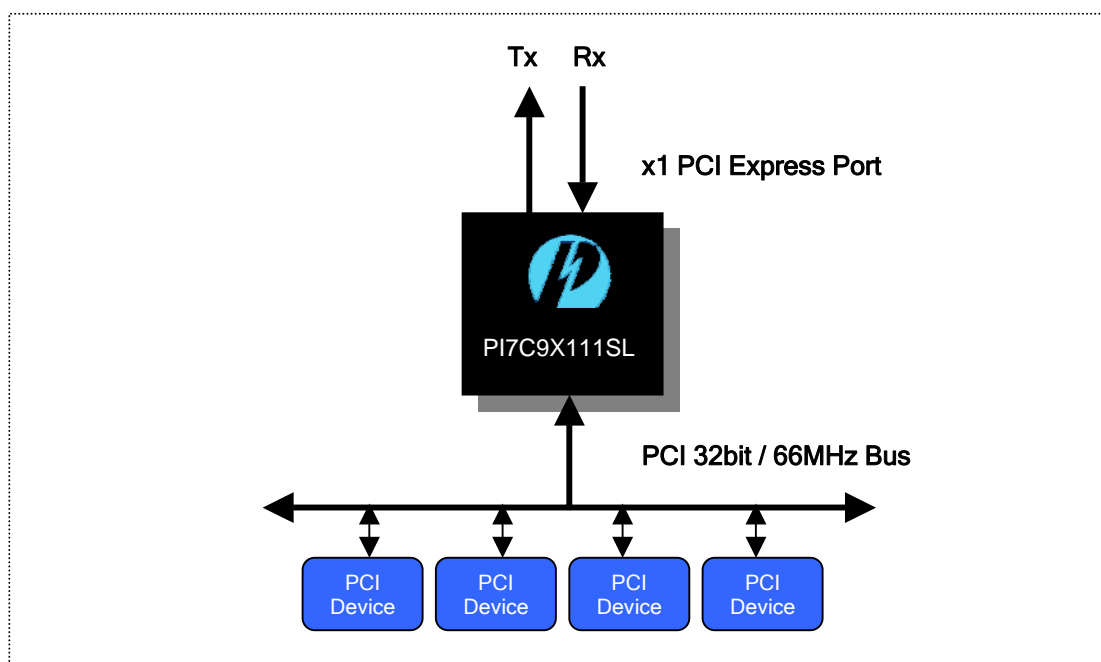 Tx Rx
x1 PCI Express Port
PI7C9X111SL
PCI 32bit / 66MHz Bus
PCI
Device
PCI
Device
PCI
Device
PCI
Device